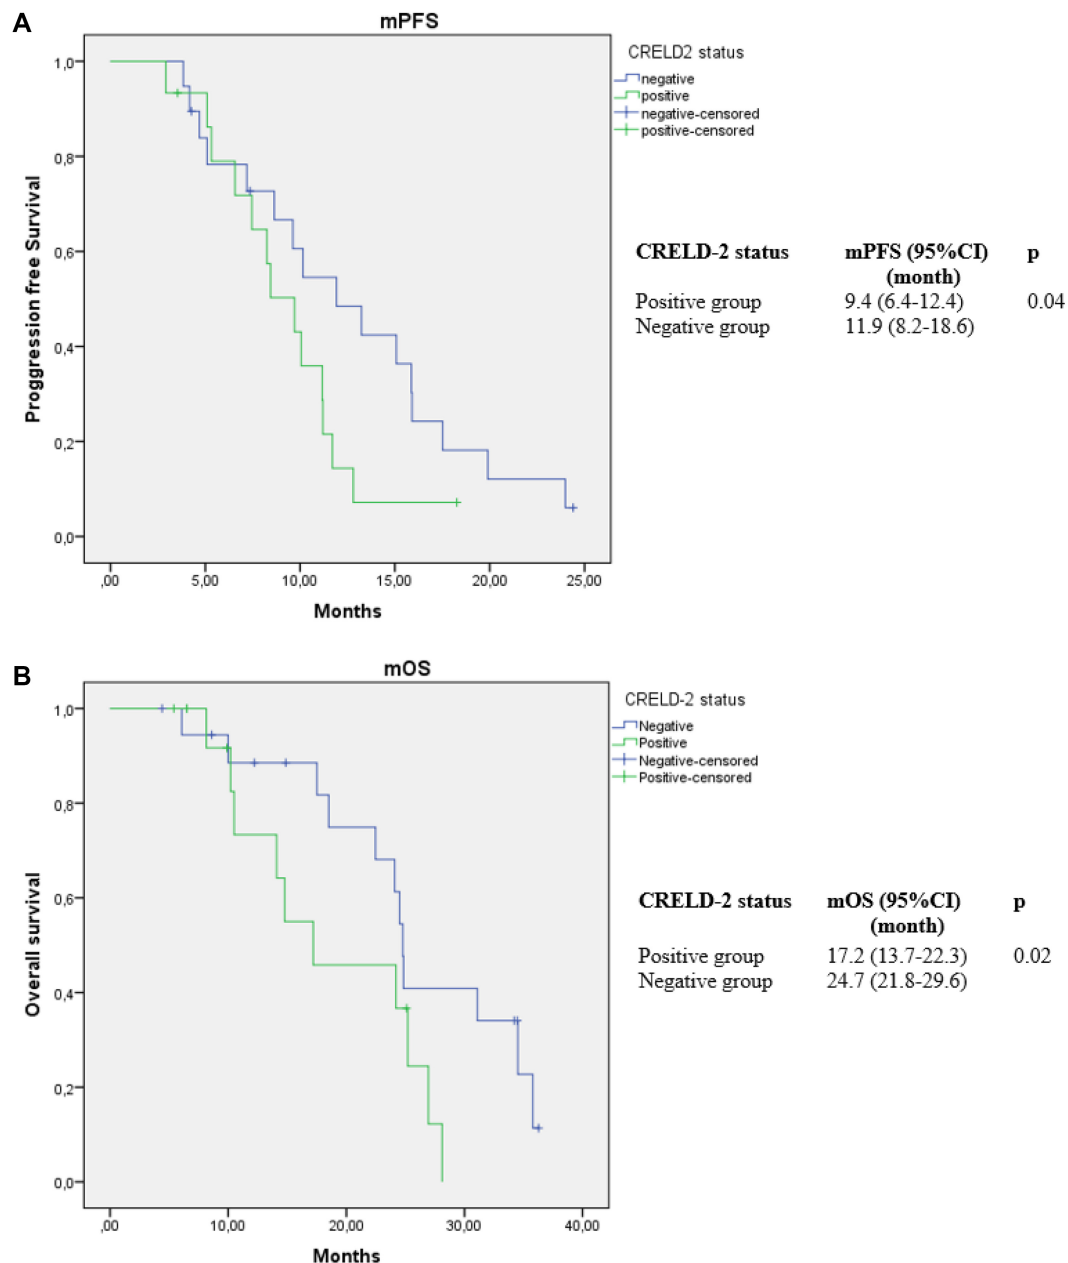 A
mPFS
CRELD2 status
negative
positive
negative-censored
positive-censored
Proggression free Survival
1,0
0,8
0,6
0,4
0,2
0,0
,00 5,00 10,00 15,00 20,00 25,00
Months
CRELD-2 status mPFS (95%CI) p
(month)
Positive group 9.4 (6.4-12.4) 0.04
Negative group 11.9 (8.2-18.6)
B
mOS
CRELD-2 status
Negative
Positive
Negative-censored
Positive-censored
Overall survival
1,0
0,8
0,6
0,4
0,2
0,0
,00 10,00 20,00 30,00 40,00
Months
CRELD-2 status mOS (95%CI) p
(month)
Positive group 17.2 (13.7-22.3) 0.02
Negative group 24.7 (21.8-29.6)